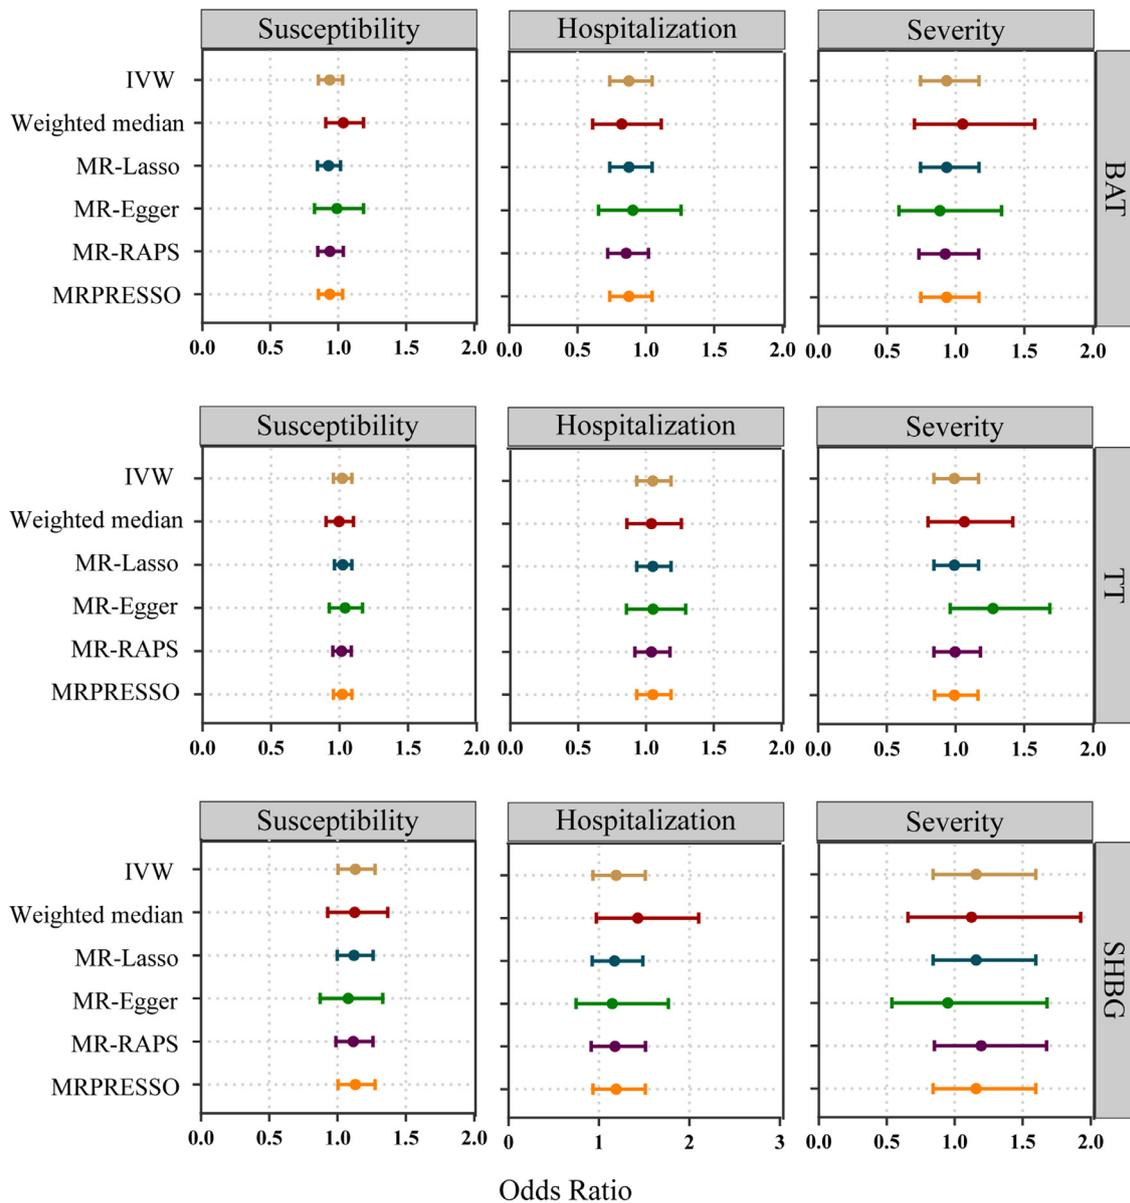 Susceptibility Hospitalization Severity
IVW
Weighted median
MR-Lasso
MR-Egger
MR-RAPS
MRPRESSO
BAT
0.0 0.5 1.0 1.5 2.0 0.0 0.5 1.0 1.5 2.0 0.0 0.5 1.0 1.5 2.0
Susceptibility Hospitalization Severity
IVW
Weighted median
MR-Lasso
MR-Egger
MR-RAPS
MRPRESSO
TT
0.0 0.5 1.0 1.5 2.0 0.0 0.5 1.0 1.5 2.0 0.0 0.5 1.0 1.5 2.0
Susceptibility Hospitalization Severity
IVW
Weighted median
MR-Lasso
MR-Egger
MR-RAPS
MRPRESSO
SHBG
0.0 0.5 1.0 1.5 2.0 0 1 2 3 0.0 0.5 1.0 1.5 2.0
Odds Ratio